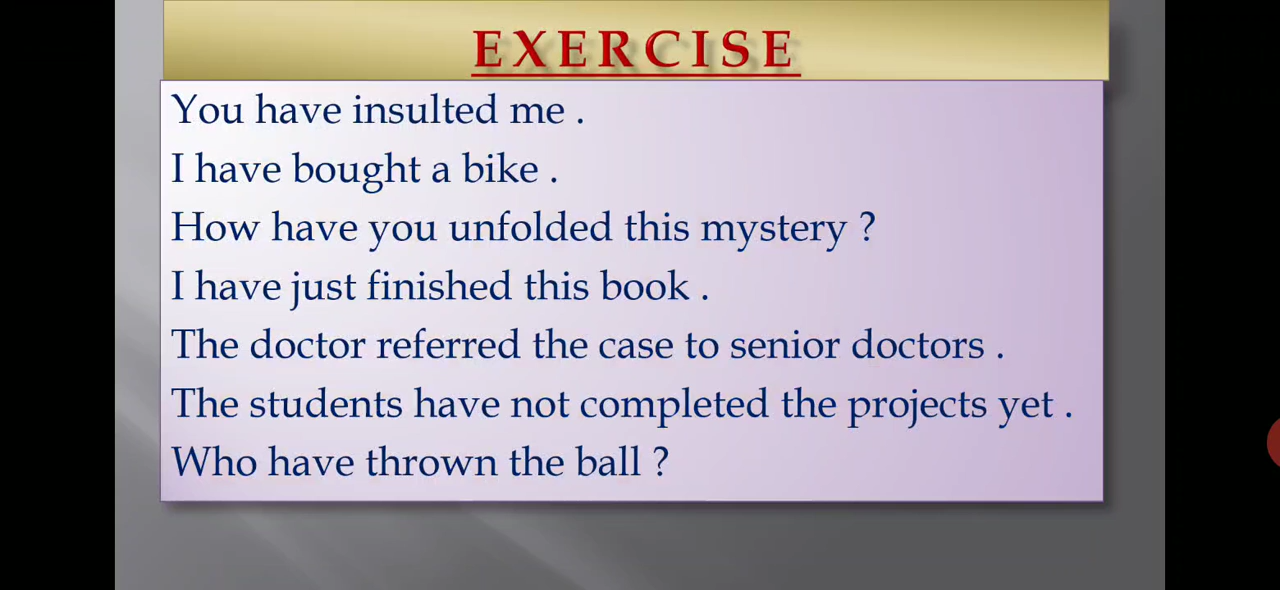 EXERCISE
You have insulted me .
I have bought a bike .
How have you unfolded this mystery ?
I have just finished this book .
The doctor referred the case to senior doctors .
The students have not completed the projects yet .
Who have thrown the ball ?